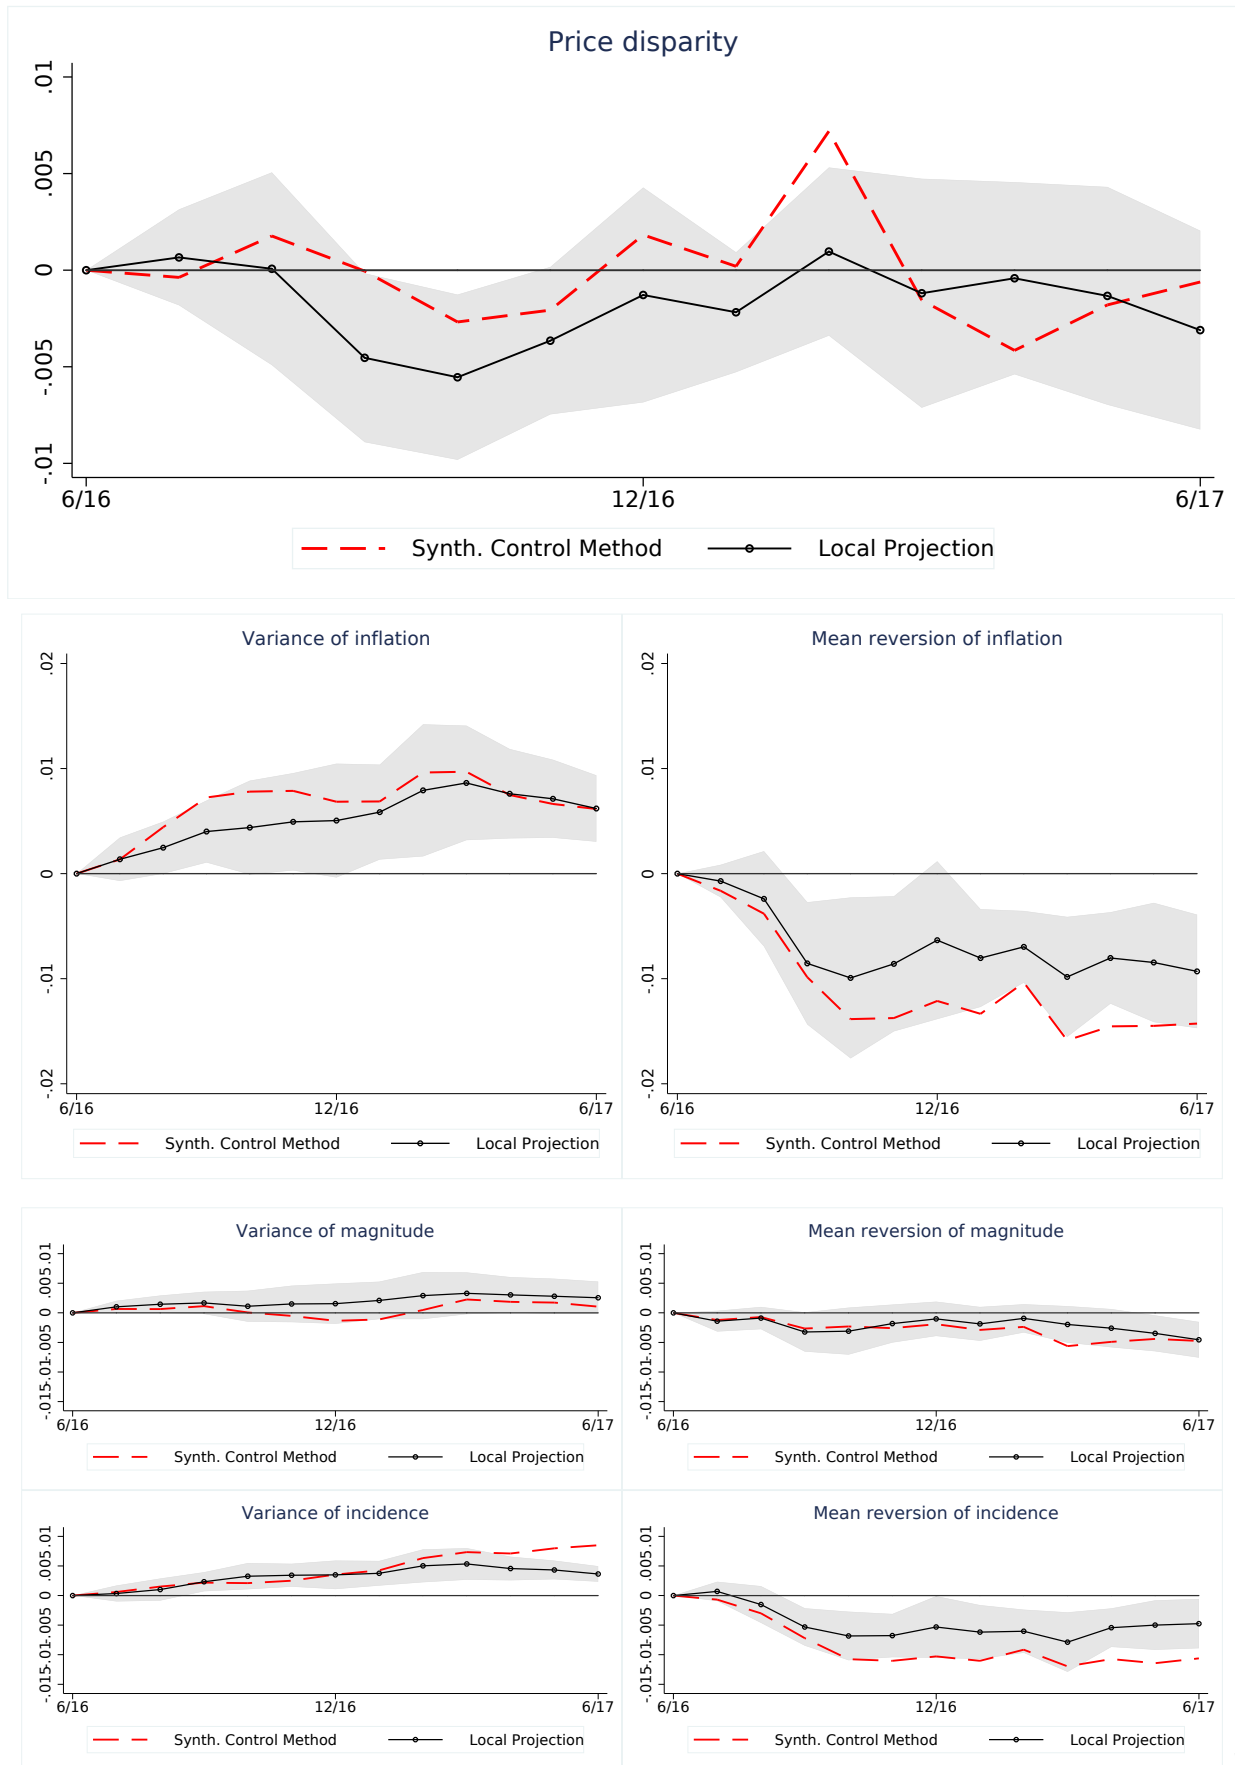 Price disparity
.01
.005
0
-.005
-.01
6/16 12/16 6/17
Synth. Control Method Local Projection
Variance of inflation
.02
.01
0
-.01
-.02
6/16 12/16 6/17
Synth. Control Method Local Projection
Mean reversion of inflation
.02
.01
0
-.01
-.02
6/16 12/16 6/17
Synth. Control Method Local Projection
Variance of magnitude
.01
.005
0
-.005
-.01
-.015
6/16 12/16 6/17
Synth. Control Method Local Projection
Mean reversion of magnitude
.01
.005
0
-.005
-.01
-.015
6/16 12/16 6/17
Synth. Control Method Local Projection
Variance of incidence
.01
.005
0
-.005
-.01
-.015
6/16 12/16 6/17
Synth. Control Method Local Projection
Mean reversion of incidence
.01
.005
0
-.005
-.01
-.015
6/16 12/16 6/17
Synth. Control Method Local Projection